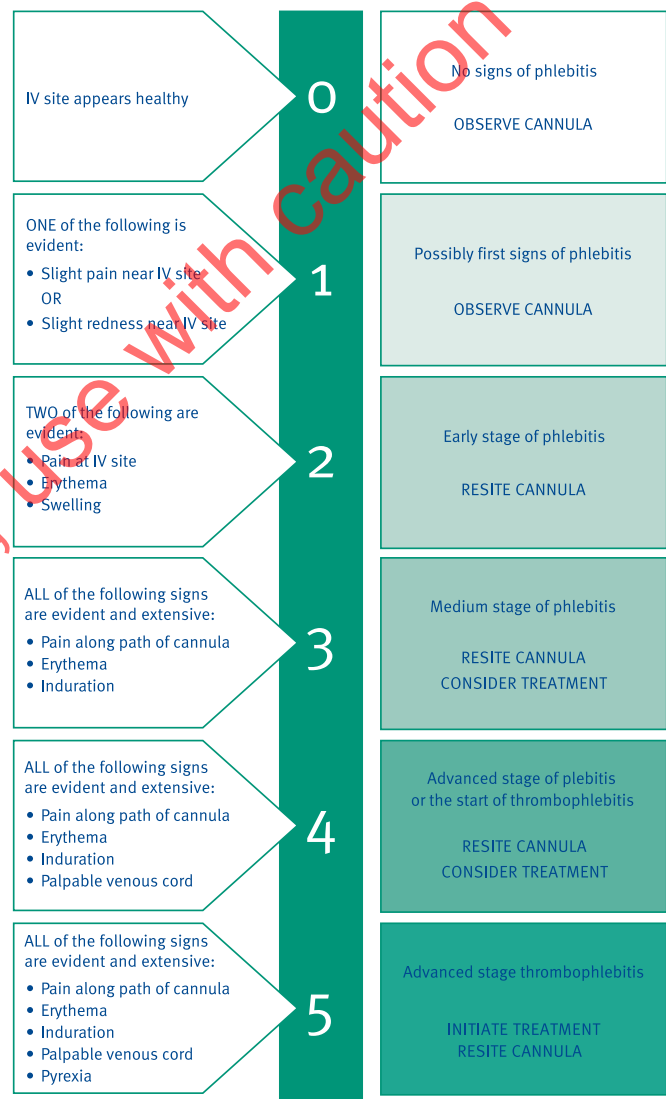 IV site appears healthy
0
No signs of phlebitis
OBSERVE CANNULA
ONE of the following is
evident:
• Slight pain near IV site
OR
• Slight redness near IV site
1
Possibly first signs of phlebitis
OBSERVE CANNULA
TWO of the following are
evident:
• Pain at IV site
• Erythema
• Swelling
2
Early stage of phlebitis
RESITE CANNULA
ALL of the following signs
are evident and extensive:
• Pain along path of cannula
• Erythema
• Induration
3
Medium stage of phlebitis
RESITE CANNULA
CONSIDER TREATMENT
ALL of the following signs
are evident and extensive:
• Pain along path of cannula
• Erythema
• Induration
• Palpable venous cord
4
Advanced stage of plebitis
or the start of thrombophlebitis
RESITE CANNULA
CONSIDER TREATMENT
ALL of the following signs
are evident and extensive:
• Pain along path of cannula
• Erythema
• Induration
• Palpable venous cord
• Pyrexia
5
Advanced stage thrombophlebitis
INITIATE TREATMENT
RESITE CANNULA
use with caution